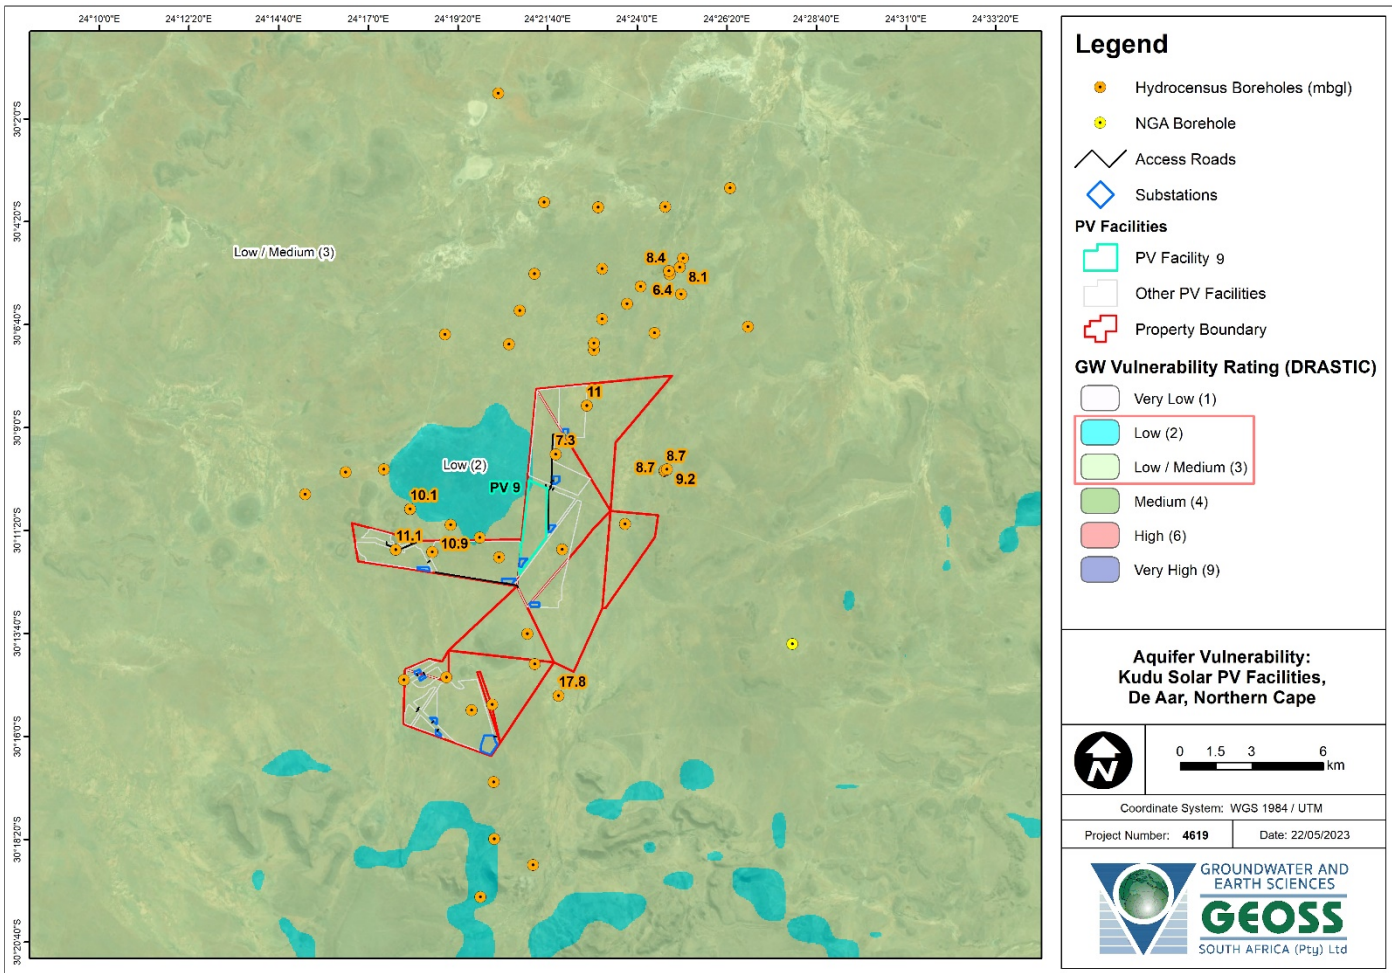 24°10'0"E 24°12'20"E 24°14'40"E 24°17'0"E 24°19'20"E 24°21'40"E 24°24'0"E 24°26'20"E 24°28'40"E 24°31'0"E 24°33'20"E
30°2'0"S
30°4'20"S
30°6'40"S
30°9'0"S
30°11'20"S
30°13'40"S
30°16'0"S
30°18'20"S
30°20'40"S
Low / Medium (3)
8.4
8.1
6.4
11
7.3
Low (2)
8.7
8.7
9.2
PV 9
10.1
11.1
10.9
17.8
Legend
Hydrocensus Boreholes (mbgl)
NGA Borehole
Access Roads
Substations
PV Facilities
PV Facility 9
Other PV Facilities
Property Boundary
GW Vulnerability Rating (DRASTIC)
Very Low (1)
Low (2)
Low / Medium (3)
Medium (4)
High (6)
Very High (9)
Aquifer Vulnerability:
Kudu Solar PV Facilities,
De Aar, Northern Cape
N
0 1.5 3 6
km
Coordinate System: WGS 1984 / UTM
Project Number: 4619 Date: 22/05/2023
GROUNDWATER AND
EARTH SCIENCES
GEOSS
SOUTH AFRICA (Pty) Ltd